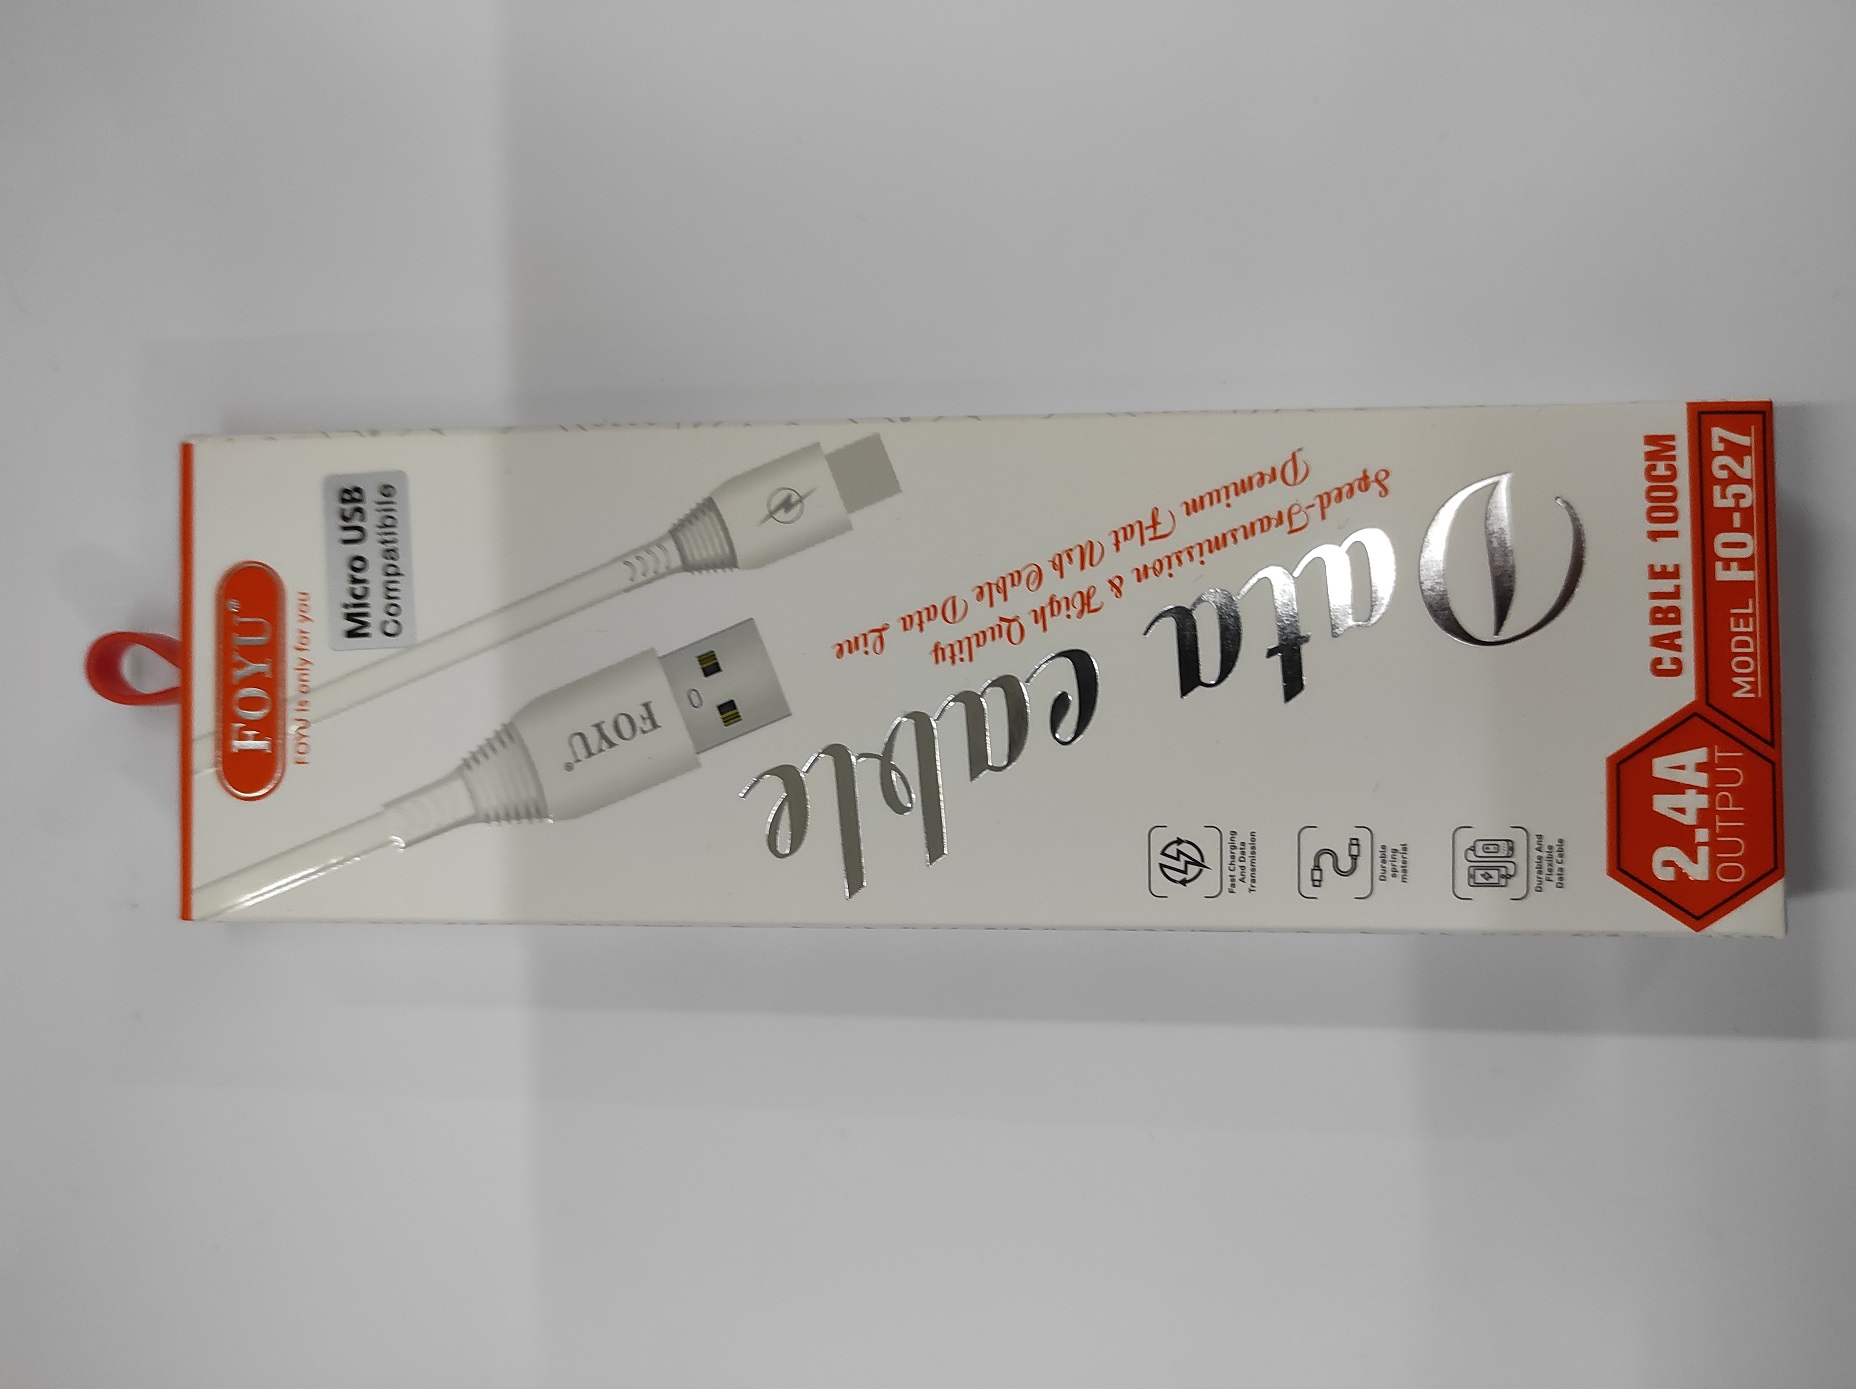 FOYU®
FOYU is only for you
Micro USB
Compatibile
FOYU®
Data cable
Speed-Transmission & High Quality
Premium Flat Usb Cable Data Line
Fast Charging
And Data
Transmission
Durable
spring
material
Durable And
Flexible
Data Cable
CABLE 100CM
2.4A
OUTPUT
MODEL FO-527